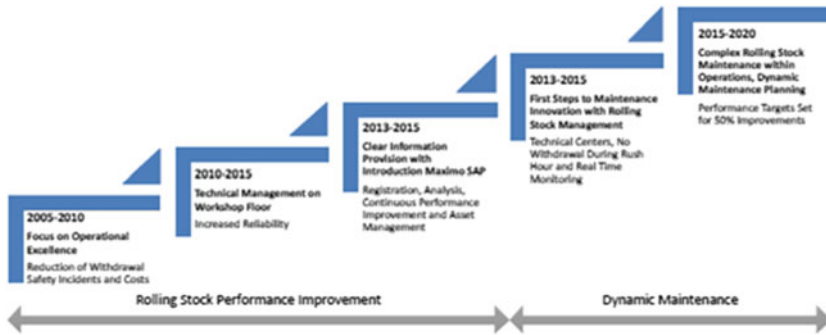 2005-2010
Focus on Operational
Excellence
Reduction of Withdrawal
Safety Incidents and Costs
2010-2015
Technical Management on
Workshop Floor
Increased Reliability
2013-2015
Clear Information
Provision with
Introduction Maximo SAP
Registration, Analysis,
Continuous Performance
Improvement and Asset
Management
2013-2015
First Steps to Maintenance
Innovation with Rolling
Stock Management
Technical Centers, No
Withdrawal During Rush
Hour and Real Time
Monitoring
2015-2020
Complex Rolling Stock
Maintenance within
Operations, Dynamic
Maintenance Planning
Performance Targets Set
for 50% Improvements
Rolling Stock Performance Improvement
Dynamic Maintenance